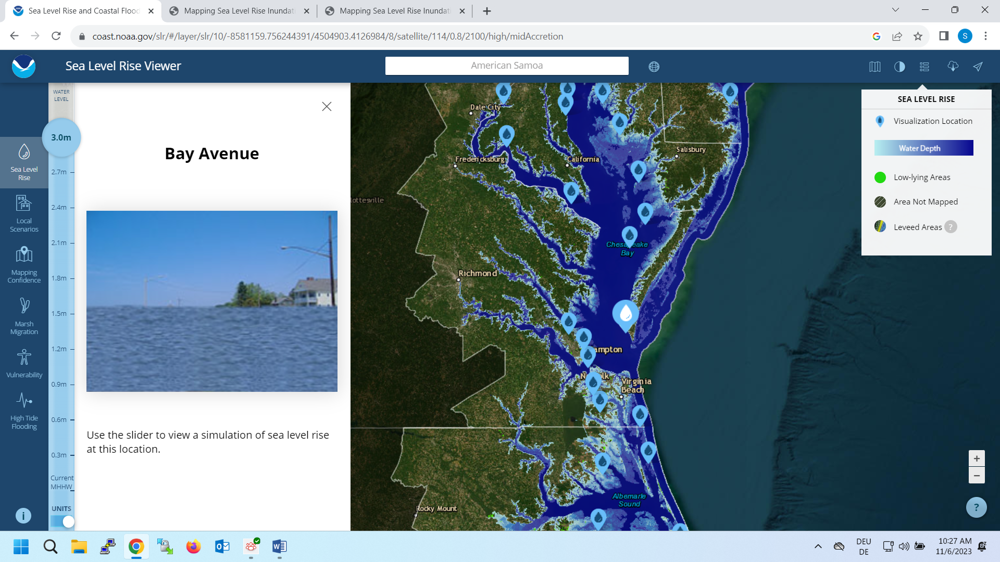 Sea Level Rise and Coastal Flood
Mapping Sea Level Rise Inundati
Mapping Sea Level Rise Inundati
coast.noaa.gov/slr/#/layer/slr/10/-8581159.756244391/4504903.4126984/8/satellite/114/0.8/2100/high/midAccretion
S
Sea Level Rise Viewer
American Samoa
WATER
LEVEL
3.0m
2.7m
2.4m
2.1m
1.8m
1.5m
1.2m
0.9m
0.6m
0.3m
Current
MHHW
UNITS
Sea Level
Rise
Local
Scenarios
Mapping
Confidence
Marsh
Migration
Vulnerability
High Tide
Flooding
i
Bay Avenue
Use the slider to view a simulation of sea level rise
at this location.
Dale City
Fredericksburg
California
Salisbury
lottesville
Chesapeake
Bay
Richmond
ampton
Norfolk
Virginia
Beach
Albemarle
Sound
Rocky Mount
SEA LEVEL RISE
Visualization Location
Water Depth
Low-lying Areas
Area Not Mapped
Leveed Areas ?
+
−
?
DEU
DE
10:27 AM
11/6/2023